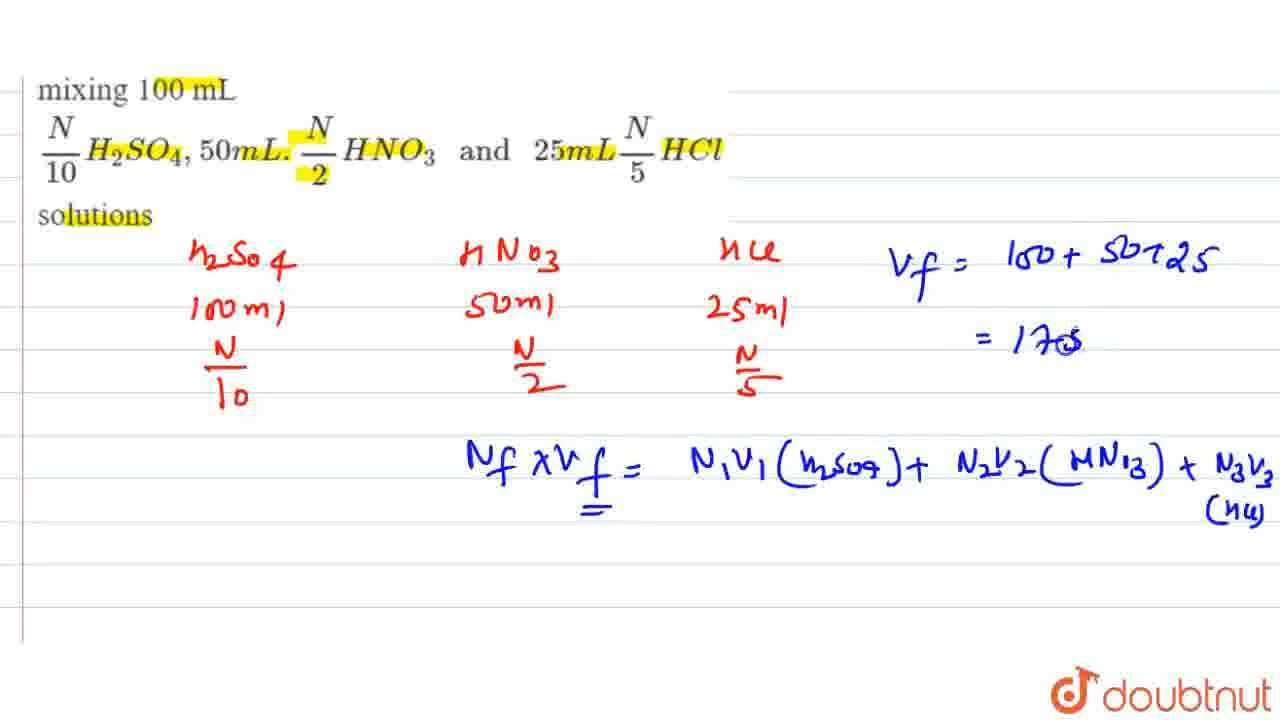 mixing 100 mL
N/10 H₂SO₄, 50mL. N/2 HNO₃ and 25mL N/5 HCl
solutions
H₂SO₄ HNO₃ HCl
100ml 50ml 25ml
N/10 N/2 N/5
Vf = 100 + 50 + 25
= 175
Nf x Vf = N₁V₁ (H₂SO₄) + N₂V₂ (HNO₃) + N₃V₃
(HCl)
doubtnut